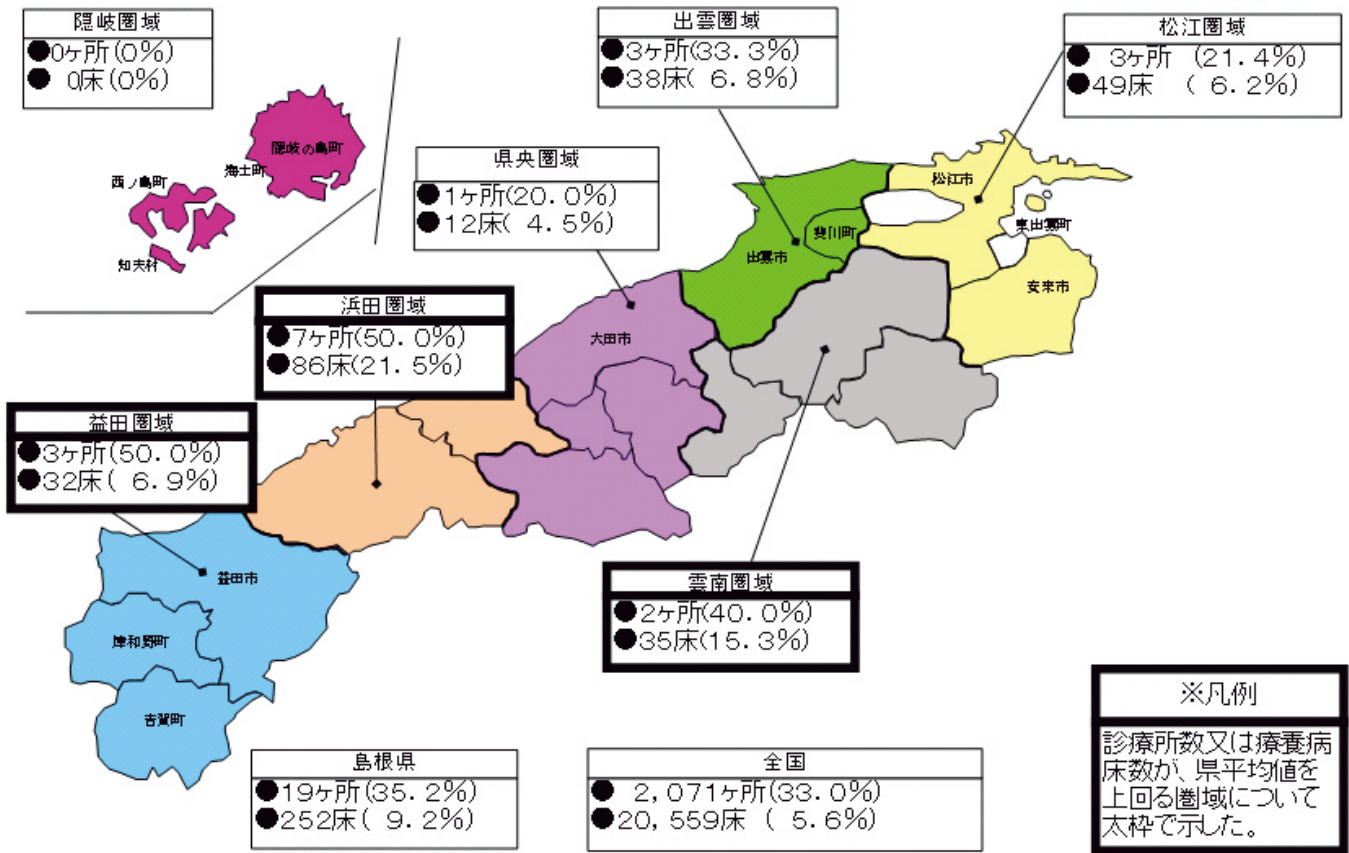 隠岐圏域
●0ヶ所(0%)
● 0床(0%)
出雲圏域
●3ヶ所(33.3%)
●38床( 6.8%)
松江圏域
● 3ヶ所 (21.4%)
●49床 ( 6.2%)
県央圏域
●1ヶ所(20.0%)
●12床( 4.5%)
浜田圏域
●7ヶ所(50.0%)
●86床(21.5%)
益田圏域
●3ヶ所(50.0%)
●32床( 6.9%)
雲南圏域
●2ヶ所(40.0%)
●35床(15.3%)
隠岐の島町
海士町
西ノ島町
知夫村
松江市
東出雲町
安来市
斐川町
出雲市
大田市
益田市
津和野町
吉賀町
島根県
●19ヶ所(35.2%)
●252床( 9.2%)
全国
● 2,071ヶ所(33.0%)
●20,559床 ( 5.6%)
※凡例
診療所数又は療養病
床数が、県平均値を
上回る圏域について
太枠で示した。